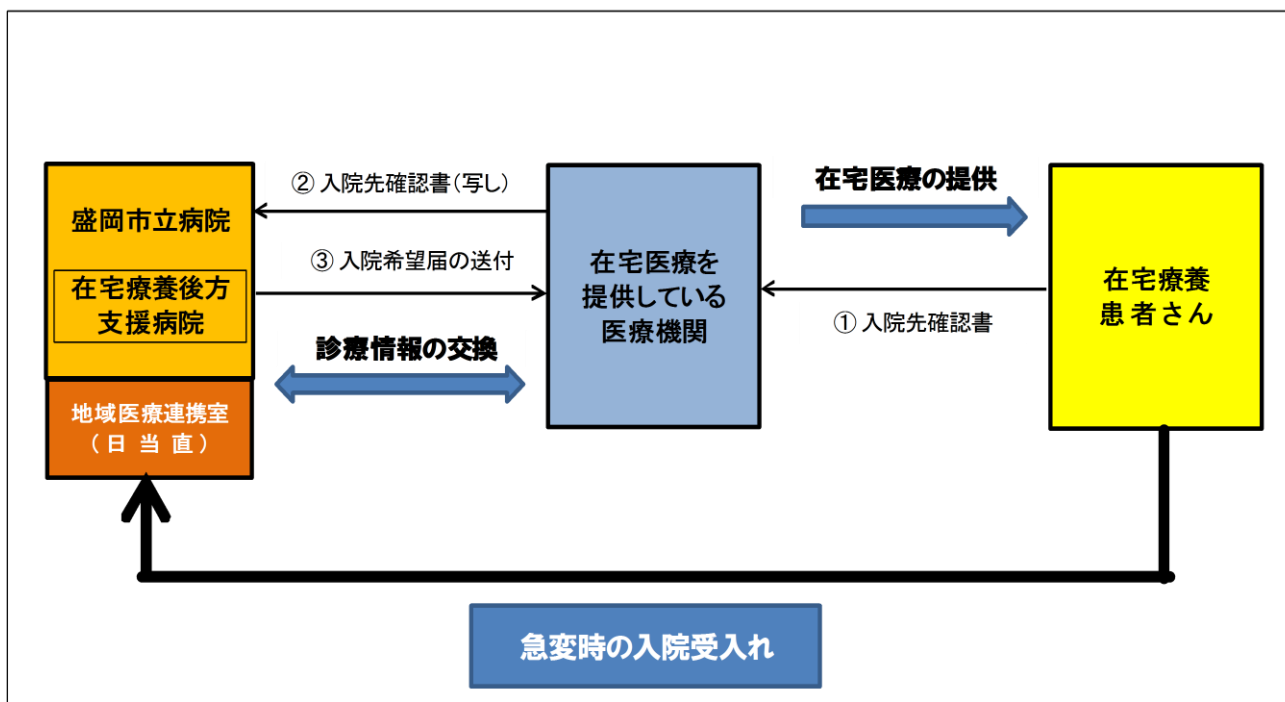 盛岡市立病院
在宅療養後方
支援病院
地域医療連携室
(日当直)
② 入院先確認書(写し)
③ 入院希望届の送付
診療情報の交換
在宅医療を
提供している
医療機関
在宅医療の提供
① 入院先確認書
在宅療養
患者さん
急変時の入院受入れ